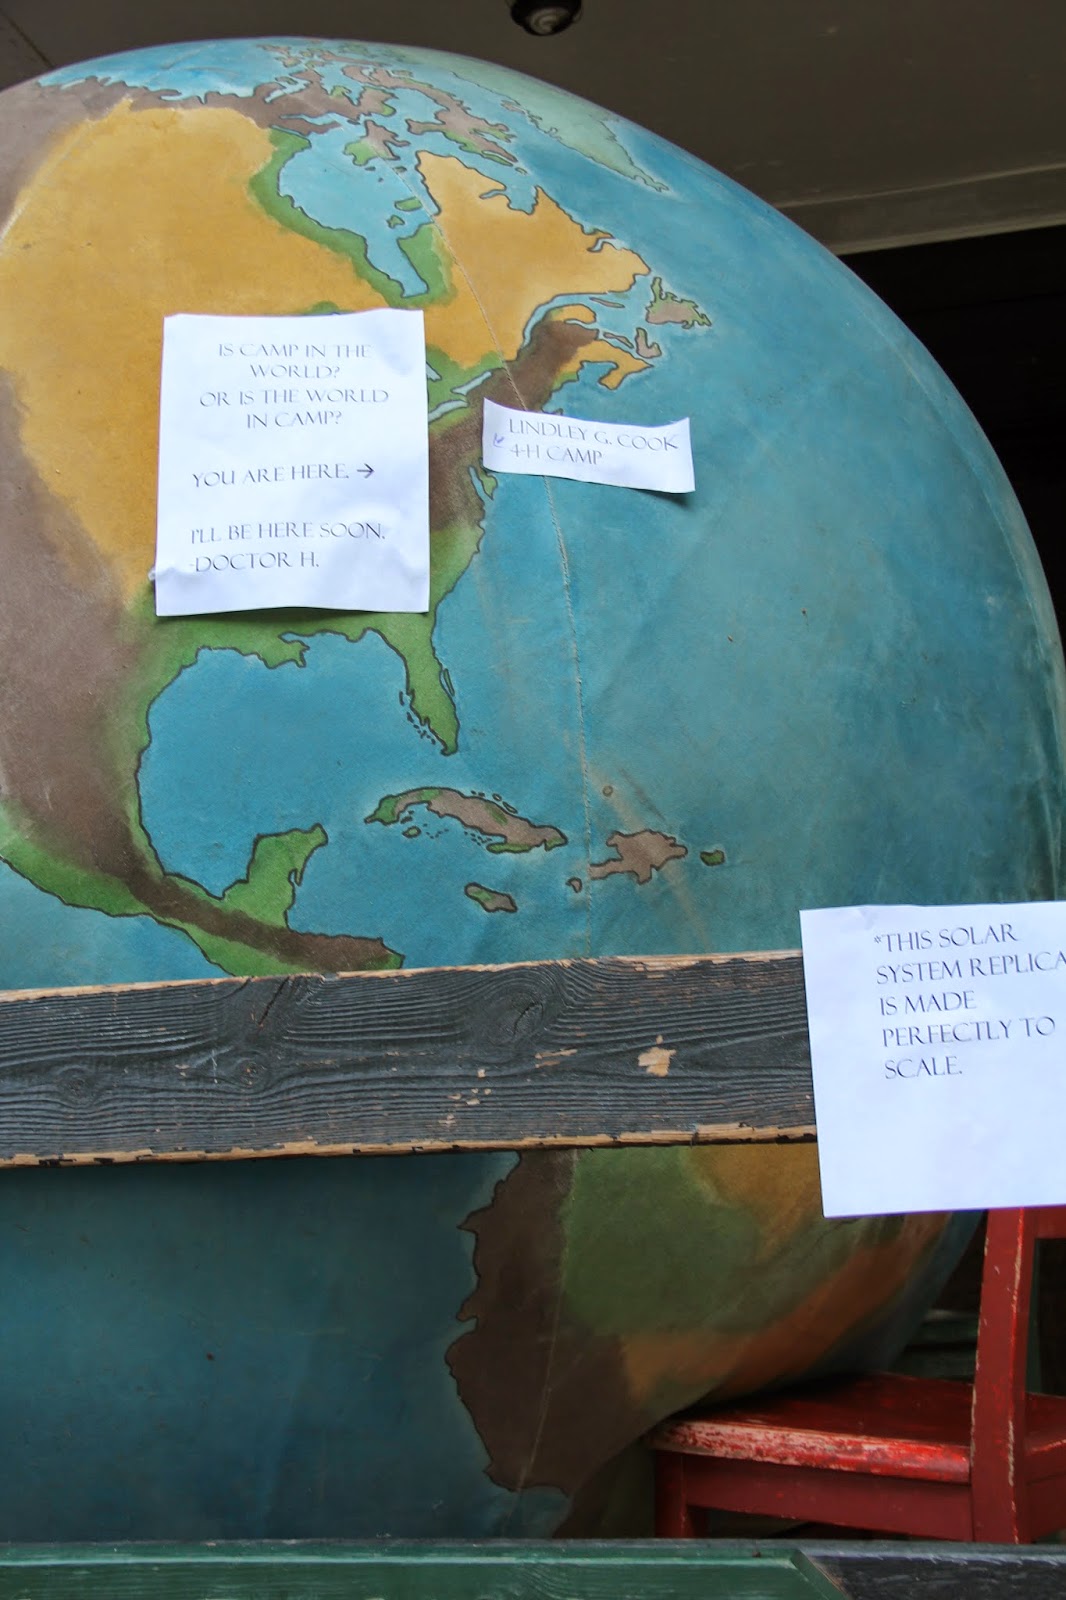 IS CAMP IN THE
WORLD?
OR IS THE WORLD
IN CAMP?
YOU ARE HERE. →
I'LL BE HERE SOON.
-DOCTOR H.
LINDLEY G. COOK
4-H CAMP
*THIS SOLAR
SYSTEM REPLICA
IS MADE
PERFECTLY TO
SCALE.